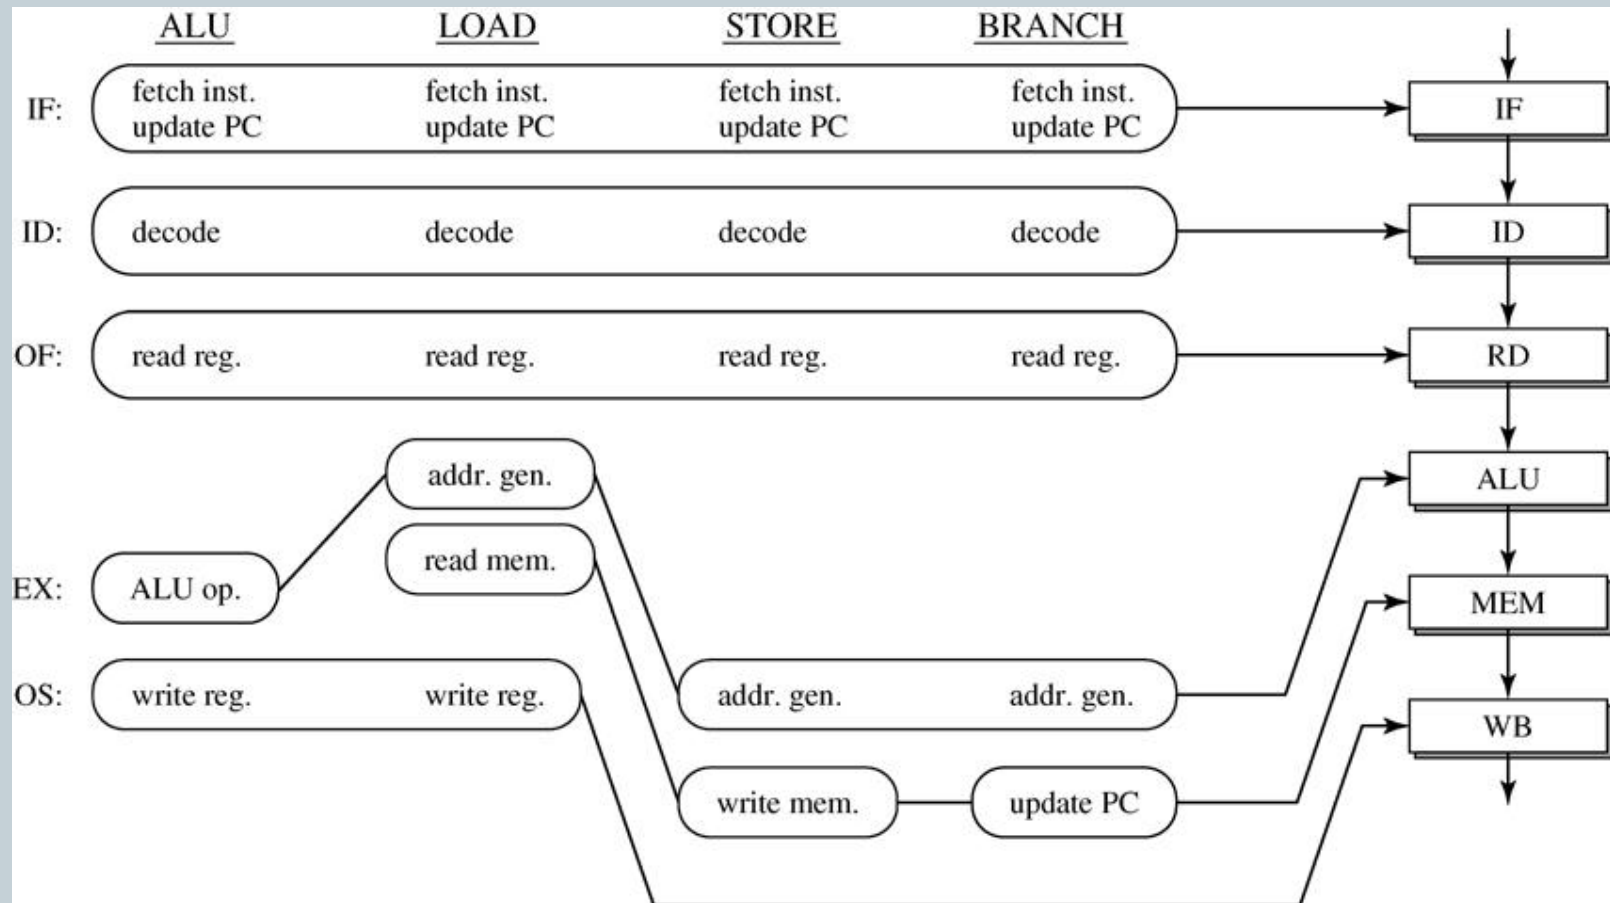 ALU LOAD STORE BRANCH
IF: fetch inst. fetch inst. fetch inst. fetch inst. IF
update PC update PC update PC update PC
ID: decode decode decode decode ID
OF: read reg. read reg. read reg. read reg. RD
addr. gen. ALU
read mem.
EX: ALU op. MEM
OS: write reg. write reg. addr. gen. addr. gen.
WB
write mem. update PC